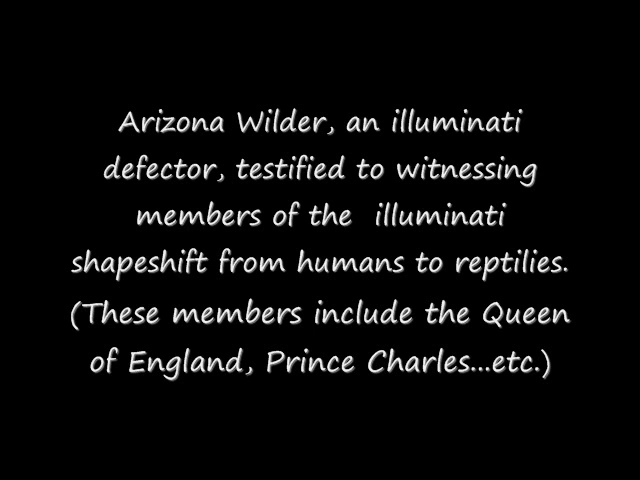 Arizona Wilder, an illuminati
defector, testified to witnessing
members of the illuminati
shapeshift from humans to reptilies.
(These members include the Queen
of England, Prince Charles...etc.)